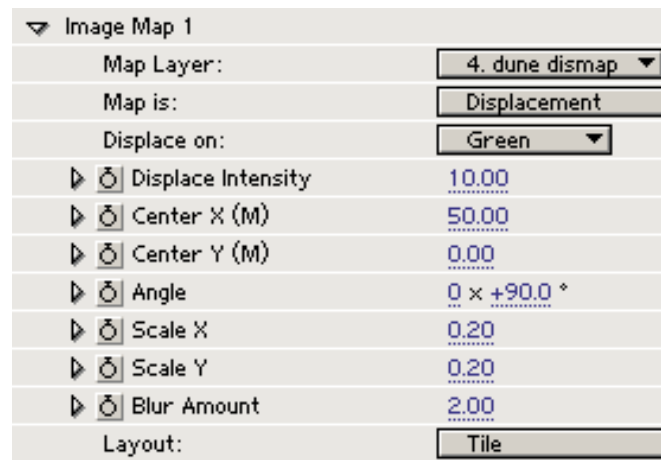 Image Map 1
Map Layer: 4. dune dismap
Map is: Displacement
Displace on: Green
Displace Intensity 10.00
Center X (M) 50.00
Center Y (M) 0.00
Angle 0 x +90.0 °
Scale X 0.20
Scale Y 0.20
Blur Amount 2.00
Layout: Tile